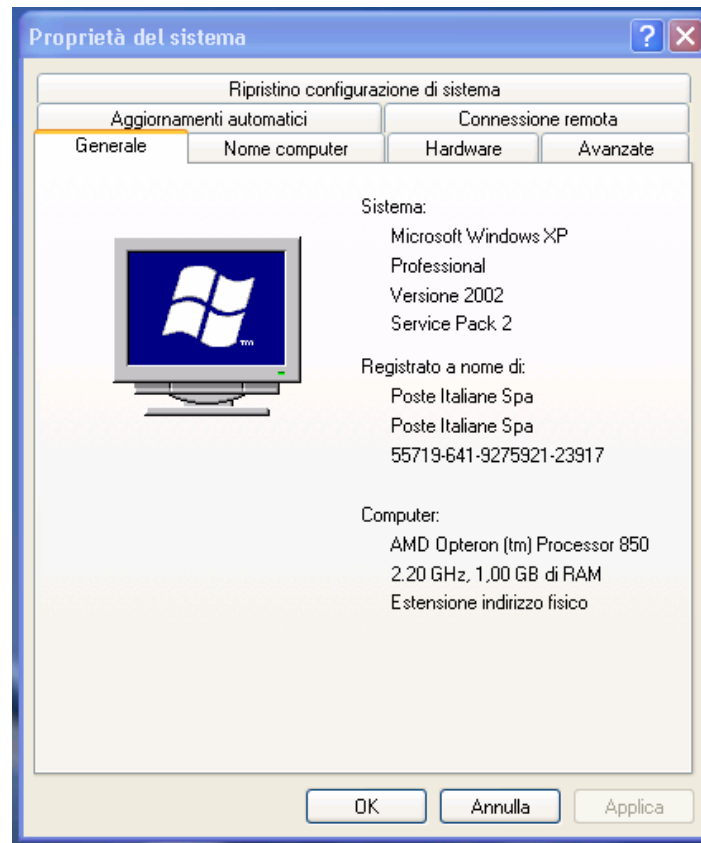 Proprietà del sistema
Ripristino configurazione di sistema
Aggiornamenti automatici Connessione remota
Generale Nome computer Hardware Avanzate
Sistema:
Microsoft Windows XP
Professional
Versione 2002
Service Pack 2
TM
Registrato a nome di:
Poste Italiane Spa
Poste Italiane Spa
55719-641-9275921-23917
Computer:
AMD Opteron (tm) Processor 850
2.20 GHz, 1,00 GB di RAM
Estensione indirizzo fisico
OK Annulla Applica